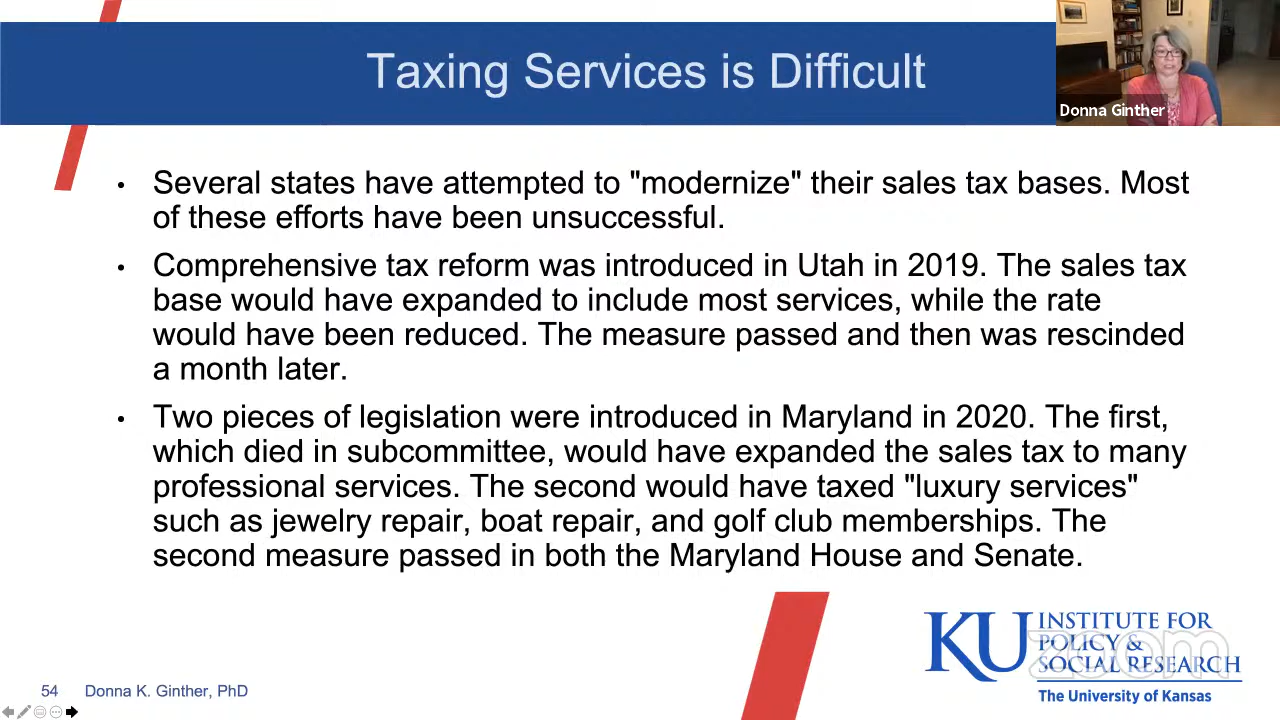 Taxing Services is Difficult
Donna Ginther
• Several states have attempted to "modernize" their sales tax bases. Most
of these efforts have been unsuccessful.
• Comprehensive tax reform was introduced in Utah in 2019. The sales tax
base would have expanded to include most services, while the rate
would have been reduced. The measure passed and then was rescinded
a month later.
• Two pieces of legislation were introduced in Maryland in 2020. The first,
which died in subcommittee, would have expanded the sales tax to many
professional services. The second would have taxed "luxury services"
such as jewelry repair, boat repair, and golf club memberships. The
second measure passed in both the Maryland House and Senate.
KU INSTITUTE FOR
POLICY &
SOCIAL RESEARCH
The University of Kansas
zoom
54 Donna K. Ginther, PhD